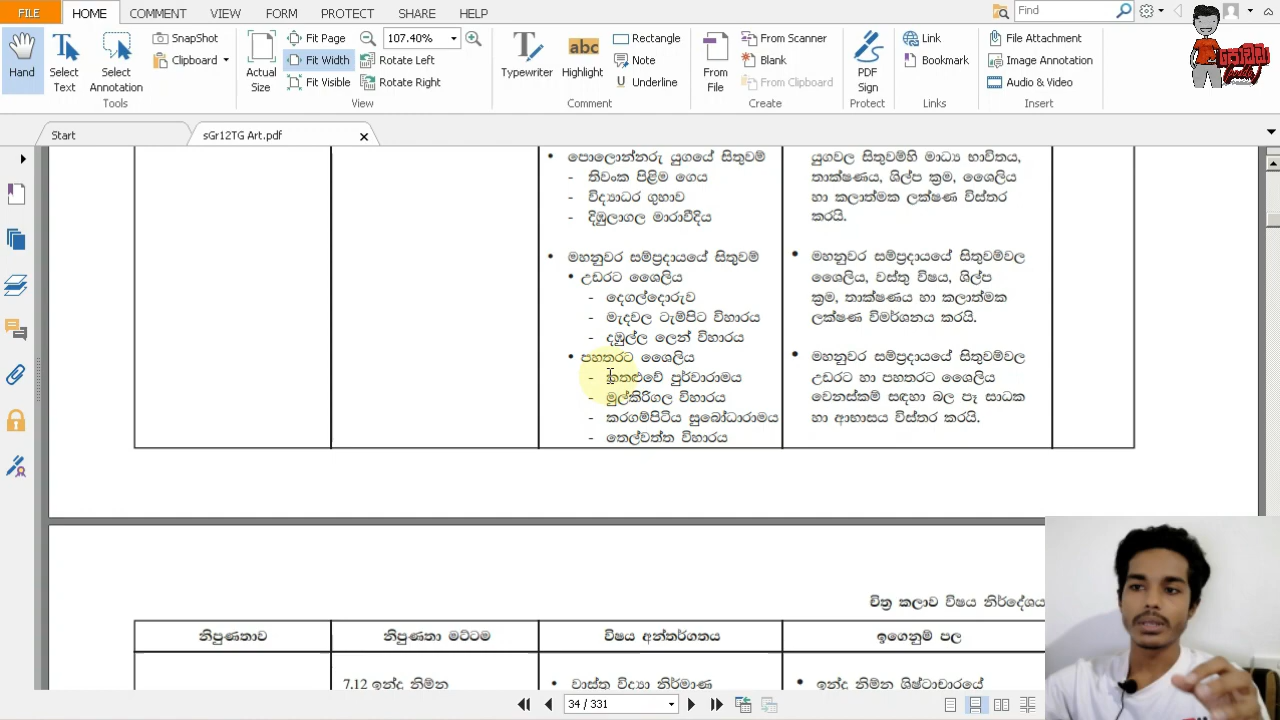 FILE HOME COMMENT VIEW FORM PROTECT SHARE HELP Find
Hand
Select Text
Select Annotation
SnapShot
Clipboard
Tools
Actual Size
Fit Page
Fit Width
Fit Visible
107.40%
Rotate Left
Rotate Right
View
Typewriter
abc
Highlight
Rectangle
Note
Underline
Comment
From File
From Scanner
Blank
From Clipboard
Create
PDF Sign
Protect
Link
Bookmark
Links
File Attachment
Image Annotation
Audio & Video
Insert
Start sGr12TG Art.pdf
• පොලොන්නරු යුගයේ සිතුවම්
- තිවංක පිළිම ගෙය
- විද්‍යාධර ගුහාව
- දිඹුලාගල මාරාවීදිය
• මහනුවර සම්ප්‍රදායයේ සිතුවම්
• උඩරට ශෛලිය
- දෙගල්දොරුව
- මැදවල ටැම්පිට විහාරය
- දඹුල්ල ලෙන් විහාරය
• පහතරට ශෛලිය
- කතළුවේ පූර්වාරාමය
- මුල්කිරිගල විහාරය
- කරගම්පිටිය සුබෝධාරාමය
- තෙල්වත්ත විහාරය
යුගවල සිතුවම්හි මාධ්‍ය භාවිතය,
තාක්ෂණය, ශිල්ප ක්‍රම, ශෛලිය
හා කලාත්මක ලක්ෂණ විස්තර
කරයි.
• මහනුවර සම්ප්‍රදායයේ සිතුවම්වල
ශෛලිය, වස්තු විෂය, ශිල්ප
ක්‍රම, තාක්ෂණය හා කලාත්මක
ලක්ෂණ විමර්ශනය කරයි.
• මහනුවර සම්ප්‍රදායයේ සිතුවම්වල
උඩරට හා පහතරට ශෛලිය
වෙනස්කම් සඳහා බල පෑ සාධක
හා ආභාසය විස්තර කරයි.
චිත්‍ර කලාව විෂය නිර්දේශය
නිපුණතාව නිපුණතා මට්ටම විෂය අන්තර්ගතය ඉගෙනුම් පල
7.12 ඉන්දු නිම්න • වාස්තු විද්‍යා නිර්මාණ • ඉන්දු නිම්න ශිෂ්ටාචාරයේ
34 / 331